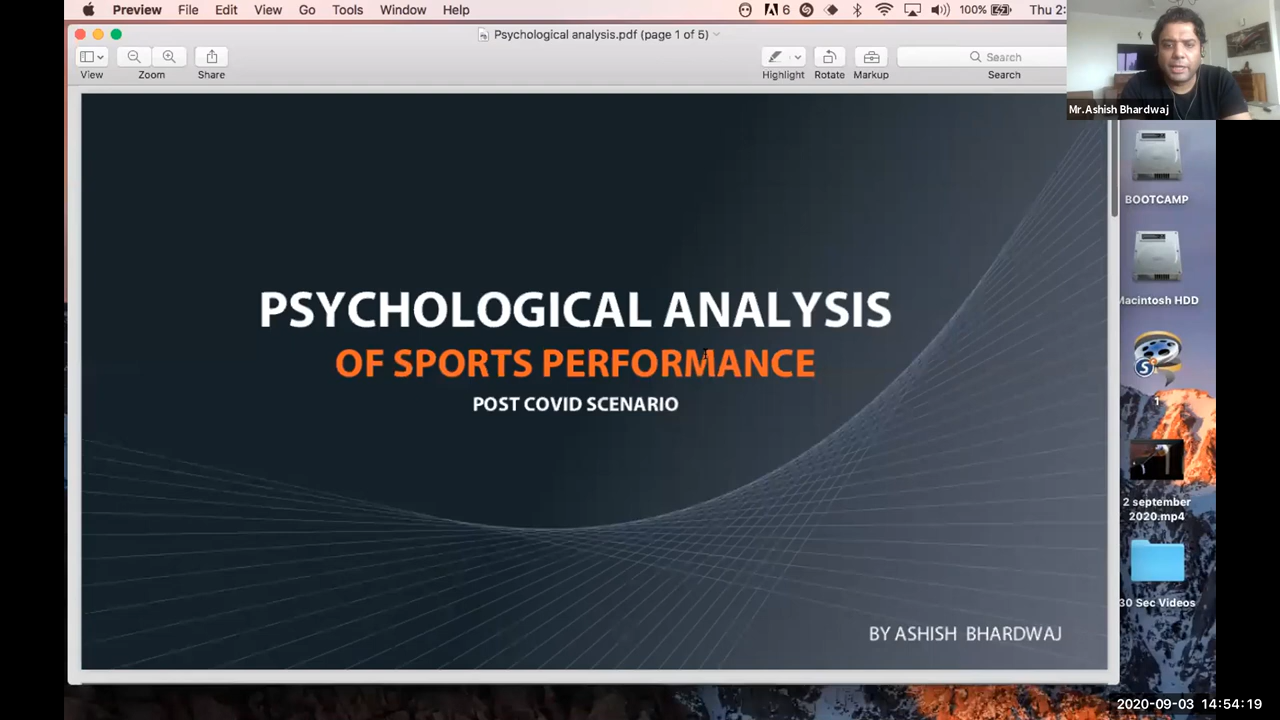 Preview File Edit View Go Tools Window Help
6
100%
Thu 2:
Psychological analysis.pdf (page 1 of 5)
View
Zoom
Share
Highlight
Rotate
Markup
Search
Search
Mr.Ashish Bhardwaj
PSYCHOLOGICAL ANALYSIS
OF SPORTS PERFORMANCE
POST COVID SCENARIO
BY ASHISH BHARDWAJ
BOOTCAMP
Macintosh HDD
S
1
2 september
2020.mp4
30 Sec Videos
2020-09-03 14:54:19